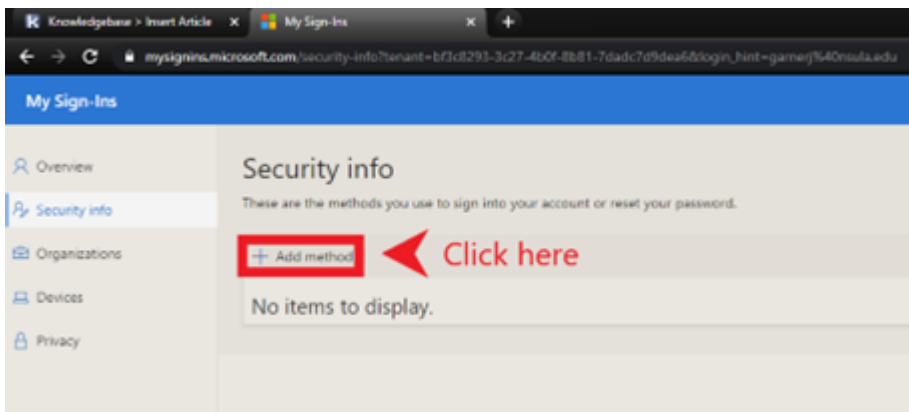 Knowledgebase > Insert Article
My Sign-Ins
mysignins.microsoft.com/security-info?tenant=bf3c8293-3c27-4b0f-8b81-7dadc7d9dea6&login_hint=garnerj%40nsula.edu
My Sign-Ins
Overview
Security info
Organizations
Devices
Privacy
Security info
These are the methods you use to sign into your account or reset your password.
+ Add method
Click here
No items to display.